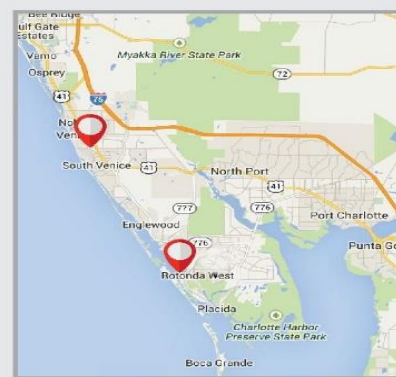 Bee Ridge
ulf Gate
Estates
Vamo
Osprey
Myakka River State Park
72
41
75
No
Ven
South Venice
41
North Port
41
777
776
Port Charlotte
Englewood
776
Punta Go
Rotonda West
Placida
Charlotte Harbor
Preserve State Park
Boca Grande